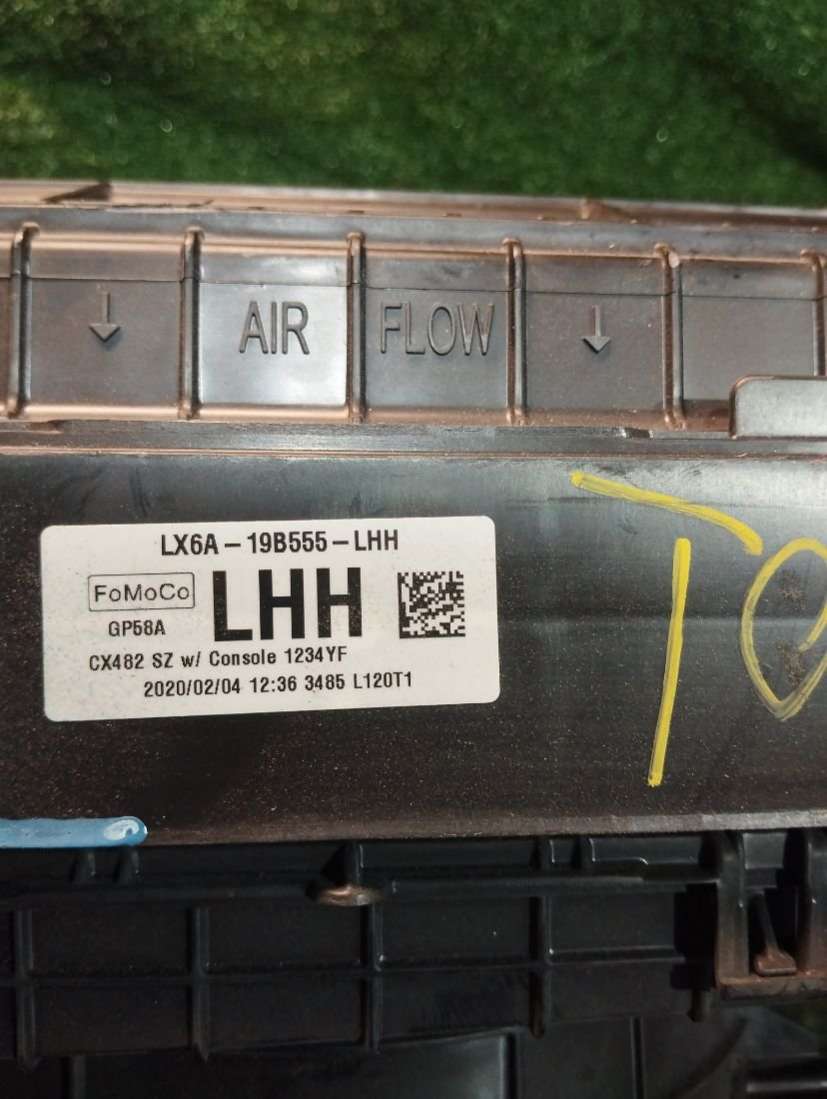 ↓ AIR FLOW ↓
LX6A-19B555-LHH
FoMoCo
LHH
GP58A
CX482 SZ w/ Console 1234YF
2020/02/04 12:36 3485 L120T1
TO